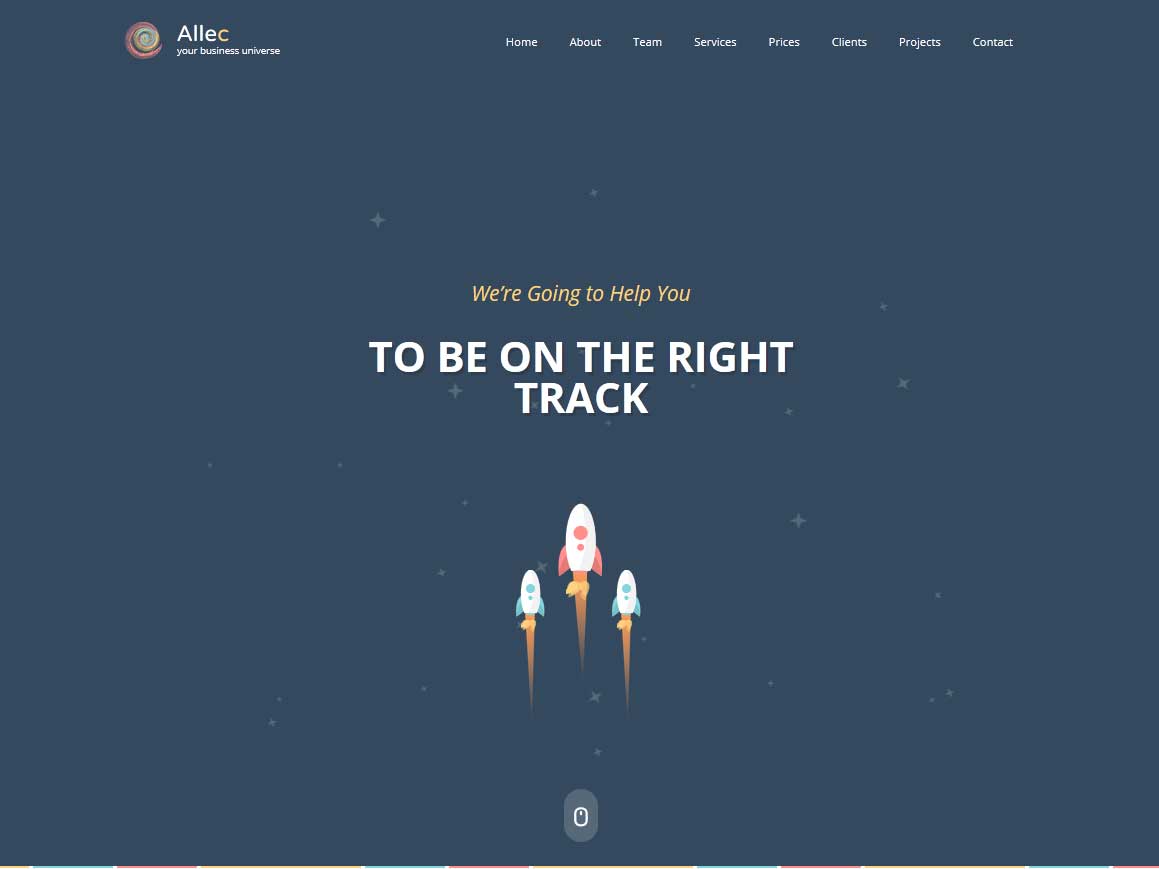 Allec
your business universe
Home About Team Services Prices Clients Projects Contact
We're Going to Help You
TO BE ON THE RIGHT
TRACK